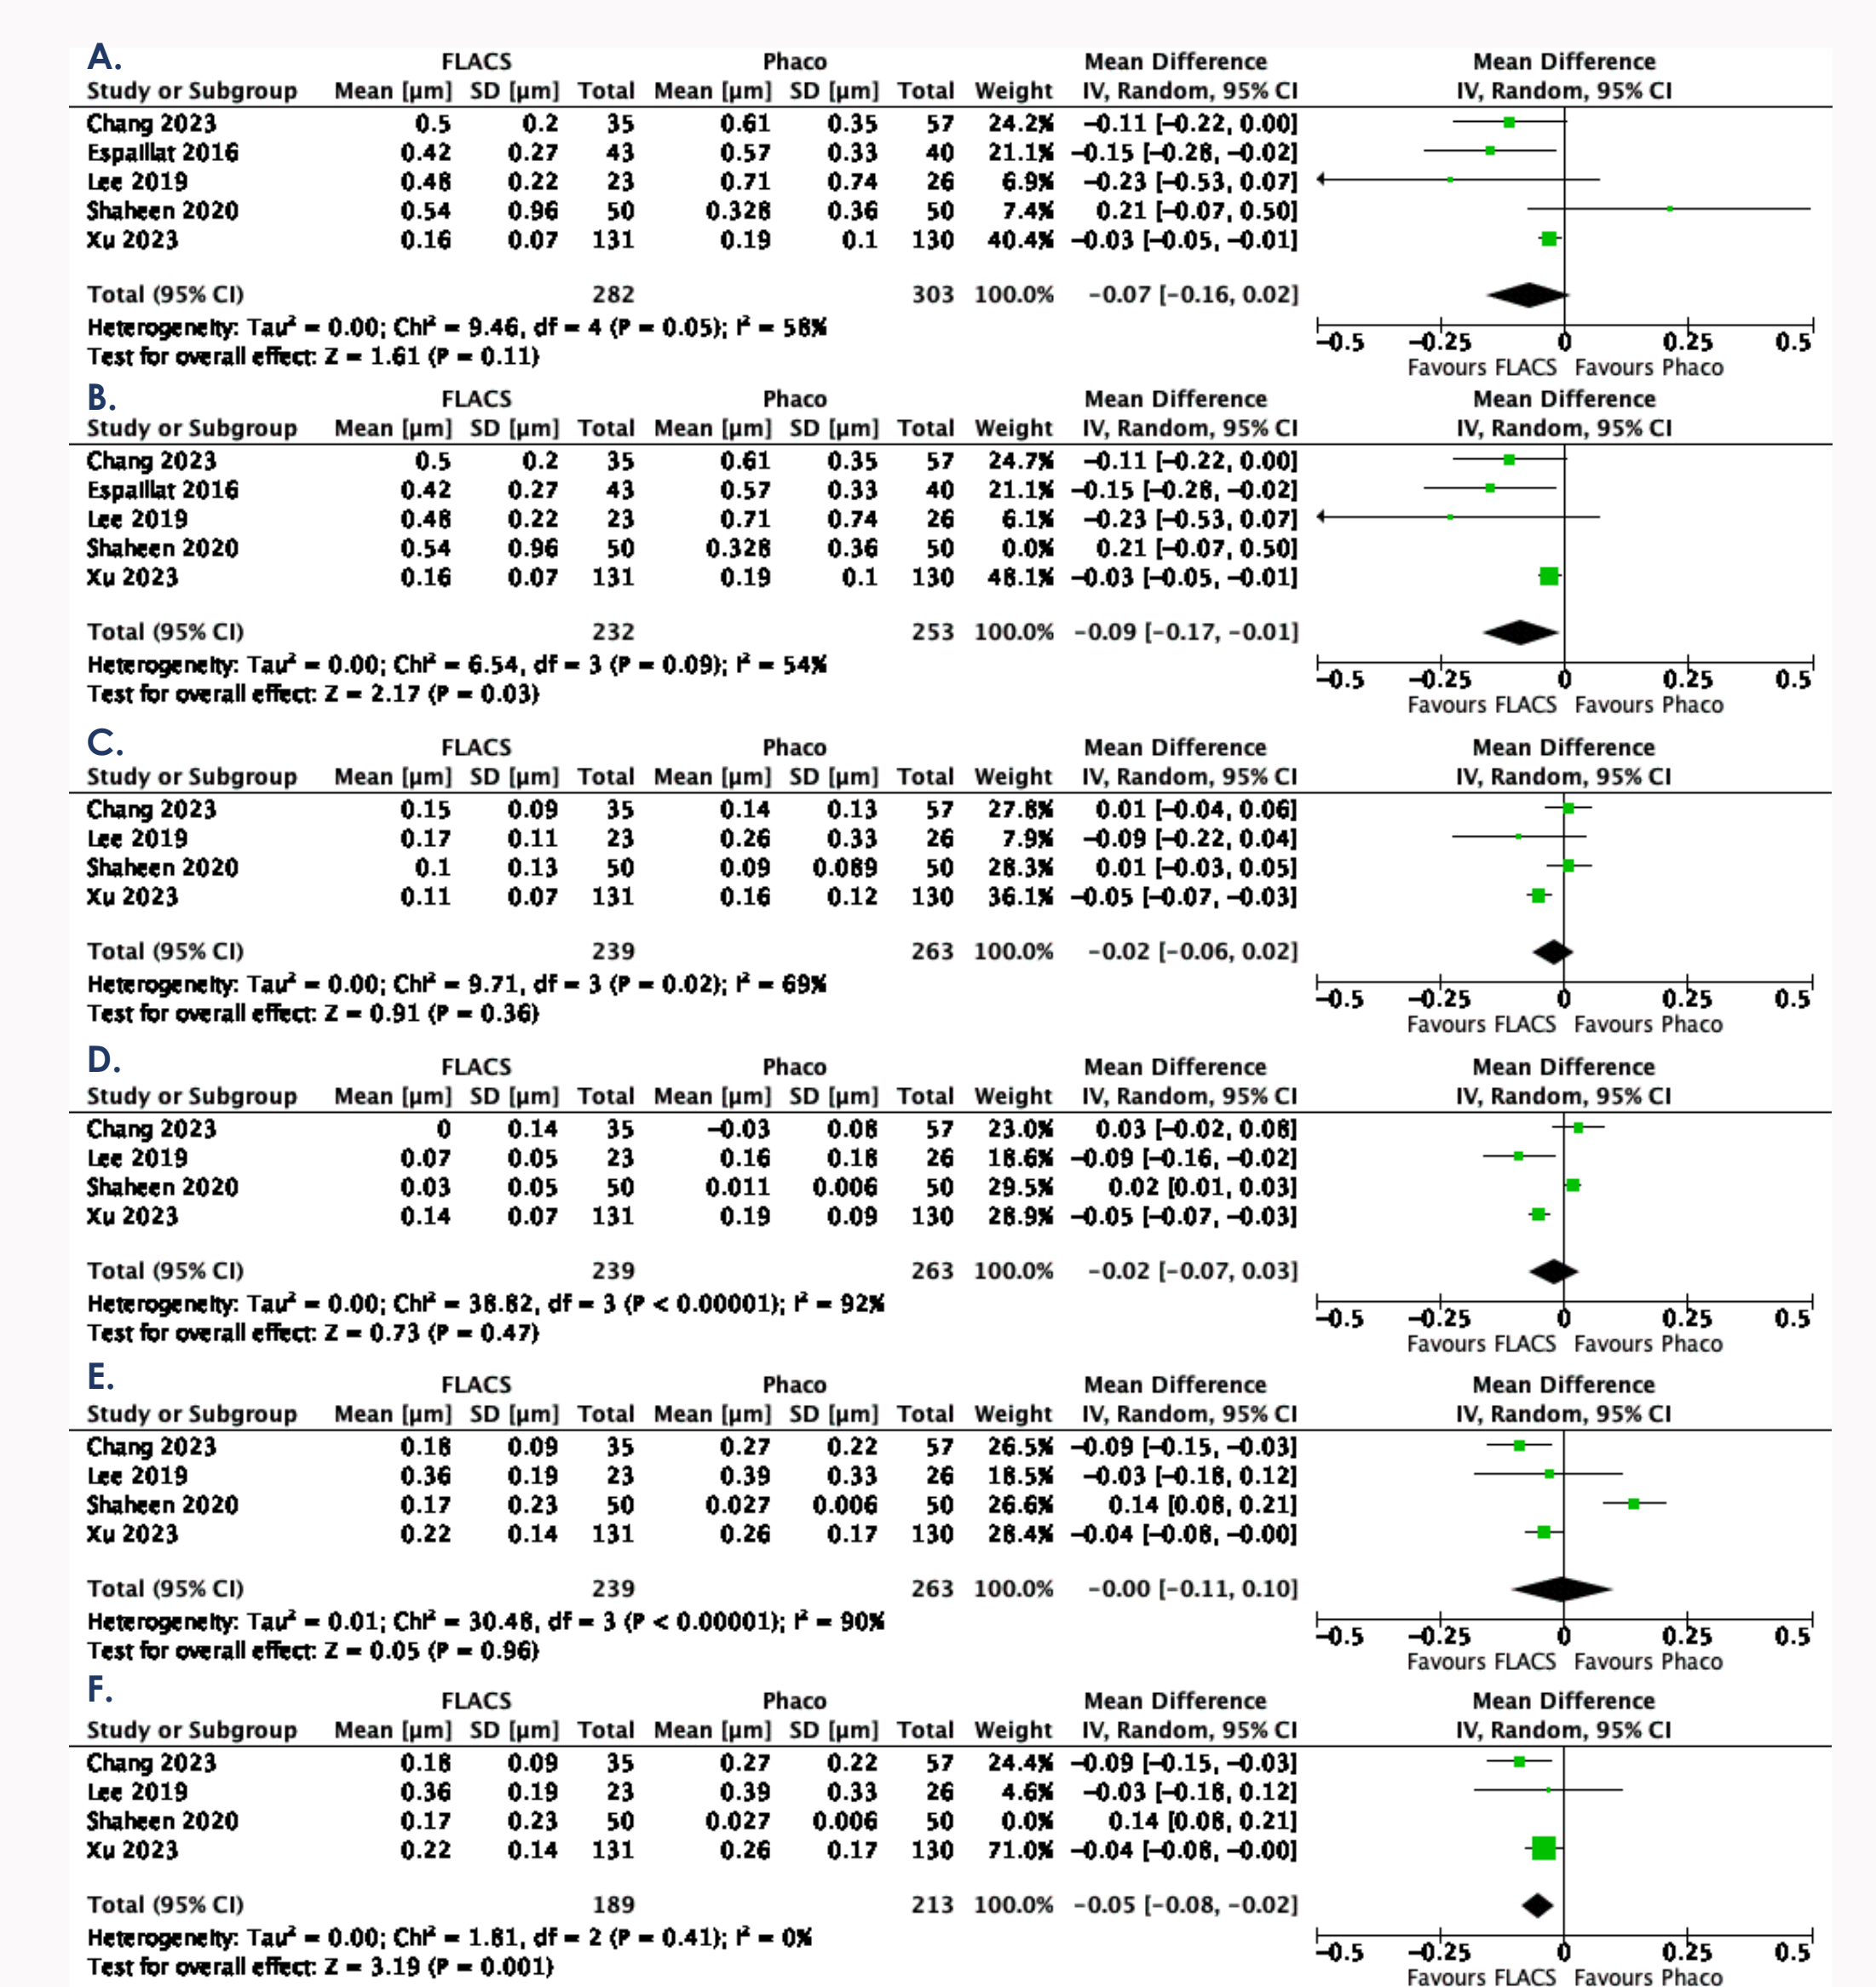 A. FLACS Phaco Mean Difference Mean Difference
Study or Subgroup Mean [µm] SD [µm] Total Mean [µm] SD [µm] Total Weight IV, Random, 95% CI IV, Random, 95% CI
Chang 2023 0.5 0.2 35 0.61 0.35 57 24.2% −0.11 [−0.22, 0.00]
Espaillat 2016 0.42 0.27 43 0.57 0.33 40 21.1% −0.15 [−0.28, −0.02]
Lee 2019 0.48 0.22 23 0.71 0.74 26 6.9% −0.23 [−0.53, 0.07]
Shaheen 2020 0.54 0.96 50 0.328 0.36 50 7.4% 0.21 [−0.07, 0.50]
Xu 2023 0.16 0.07 131 0.19 0.1 130 40.4% −0.03 [−0.05, −0.01]
Total (95% CI) 282 303 100.0% −0.07 [−0.16, 0.02]
Heterogeneity: Tau² = 0.00; Chi² = 9.46, df = 4 (P = 0.05); I² = 58%
Test for overall effect: Z = 1.61 (P = 0.11)
−0.5 −0.25 0 0.25 0.5
Favours FLACS Favours Phaco
B. FLACS Phaco Mean Difference Mean Difference
Study or Subgroup Mean [µm] SD [µm] Total Mean [µm] SD [µm] Total Weight IV, Random, 95% CI IV, Random, 95% CI
Chang 2023 0.5 0.2 35 0.61 0.35 57 24.7% −0.11 [−0.22, 0.00]
Espaillat 2016 0.42 0.27 43 0.57 0.33 40 21.1% −0.15 [−0.28, −0.02]
Lee 2019 0.48 0.22 23 0.71 0.74 26 6.1% −0.23 [−0.53, 0.07]
Shaheen 2020 0.54 0.96 50 0.328 0.36 50 0.0% 0.21 [−0.07, 0.50]
Xu 2023 0.16 0.07 131 0.19 0.1 130 48.1% −0.03 [−0.05, −0.01]
Total (95% CI) 232 253 100.0% −0.09 [−0.17, −0.01]
Heterogeneity: Tau² = 0.00; Chi² = 6.54, df = 3 (P = 0.09); I² = 54%
Test for overall effect: Z = 2.17 (P = 0.03)
−0.5 −0.25 0 0.25 0.5
Favours FLACS Favours Phaco
C. FLACS Phaco Mean Difference Mean Difference
Study or Subgroup Mean [µm] SD [µm] Total Mean [µm] SD [µm] Total Weight IV, Random, 95% CI IV, Random, 95% CI
Chang 2023 0.15 0.09 35 0.14 0.13 57 27.8% 0.01 [−0.04, 0.06]
Lee 2019 0.17 0.11 23 0.26 0.33 26 7.9% −0.09 [−0.22, 0.04]
Shaheen 2020 0.1 0.13 50 0.09 0.089 50 28.3% 0.01 [−0.03, 0.05]
Xu 2023 0.11 0.07 131 0.16 0.12 130 36.1% −0.05 [−0.07, −0.03]
Total (95% CI) 239 263 100.0% −0.02 [−0.06, 0.02]
Heterogeneity: Tau² = 0.00; Chi² = 9.71, df = 3 (P = 0.02); I² = 69%
Test for overall effect: Z = 0.91 (P = 0.36)
−0.5 −0.25 0 0.25 0.5
Favours FLACS Favours Phaco
D. FLACS Phaco Mean Difference Mean Difference
Study or Subgroup Mean [µm] SD [µm] Total Mean [µm] SD [µm] Total Weight IV, Random, 95% CI IV, Random, 95% CI
Chang 2023 0 0.14 35 −0.03 0.08 57 23.0% 0.03 [−0.02, 0.08]
Lee 2019 0.07 0.05 23 0.16 0.18 26 18.6% −0.09 [−0.16, −0.02]
Shaheen 2020 0.03 0.05 50 0.011 0.006 50 29.5% 0.02 [0.01, 0.03]
Xu 2023 0.14 0.07 131 0.19 0.09 130 28.9% −0.05 [−0.07, −0.03]
Total (95% CI) 239 263 100.0% −0.02 [−0.07, 0.03]
Heterogeneity: Tau² = 0.00; Chi² = 38.82, df = 3 (P < 0.00001); I² = 92%
Test for overall effect: Z = 0.73 (P = 0.47)
−0.5 −0.25 0 0.25 0.5
Favours FLACS Favours Phaco
E. FLACS Phaco Mean Difference Mean Difference
Study or Subgroup Mean [µm] SD [µm] Total Mean [µm] SD [µm] Total Weight IV, Random, 95% CI IV, Random, 95% CI
Chang 2023 0.18 0.09 35 0.27 0.22 57 26.5% −0.09 [−0.15, −0.03]
Lee 2019 0.36 0.19 23 0.39 0.33 26 18.5% −0.03 [−0.18, 0.12]
Shaheen 2020 0.17 0.23 50 0.027 0.006 50 26.6% 0.14 [0.08, 0.21]
Xu 2023 0.22 0.14 131 0.26 0.17 130 28.4% −0.04 [−0.08, −0.00]
Total (95% CI) 239 263 100.0% −0.00 [−0.11, 0.10]
Heterogeneity: Tau² = 0.01; Chi² = 30.48, df = 3 (P < 0.00001); I² = 90%
Test for overall effect: Z = 0.05 (P = 0.96)
−0.5 −0.25 0 0.25 0.5
Favours FLACS Favours Phaco
F. FLACS Phaco Mean Difference Mean Difference
Study or Subgroup Mean [µm] SD [µm] Total Mean [µm] SD [µm] Total Weight IV, Random, 95% CI IV, Random, 95% CI
Chang 2023 0.18 0.09 35 0.27 0.22 57 24.4% −0.09 [−0.15, −0.03]
Lee 2019 0.36 0.19 23 0.39 0.33 26 4.6% −0.03 [−0.18, 0.12]
Shaheen 2020 0.17 0.23 50 0.027 0.006 50 0.0% 0.14 [0.08, 0.21]
Xu 2023 0.22 0.14 131 0.26 0.17 130 71.0% −0.04 [−0.08, −0.00]
Total (95% CI) 189 213 100.0% −0.05 [−0.08, −0.02]
Heterogeneity: Tau² = 0.00; Chi² = 1.81, df = 2 (P = 0.41); I² = 0%
Test for overall effect: Z = 3.19 (P = 0.001)
−0.5 −0.25 0 0.25 0.5
Favours FLACS Favours Phaco